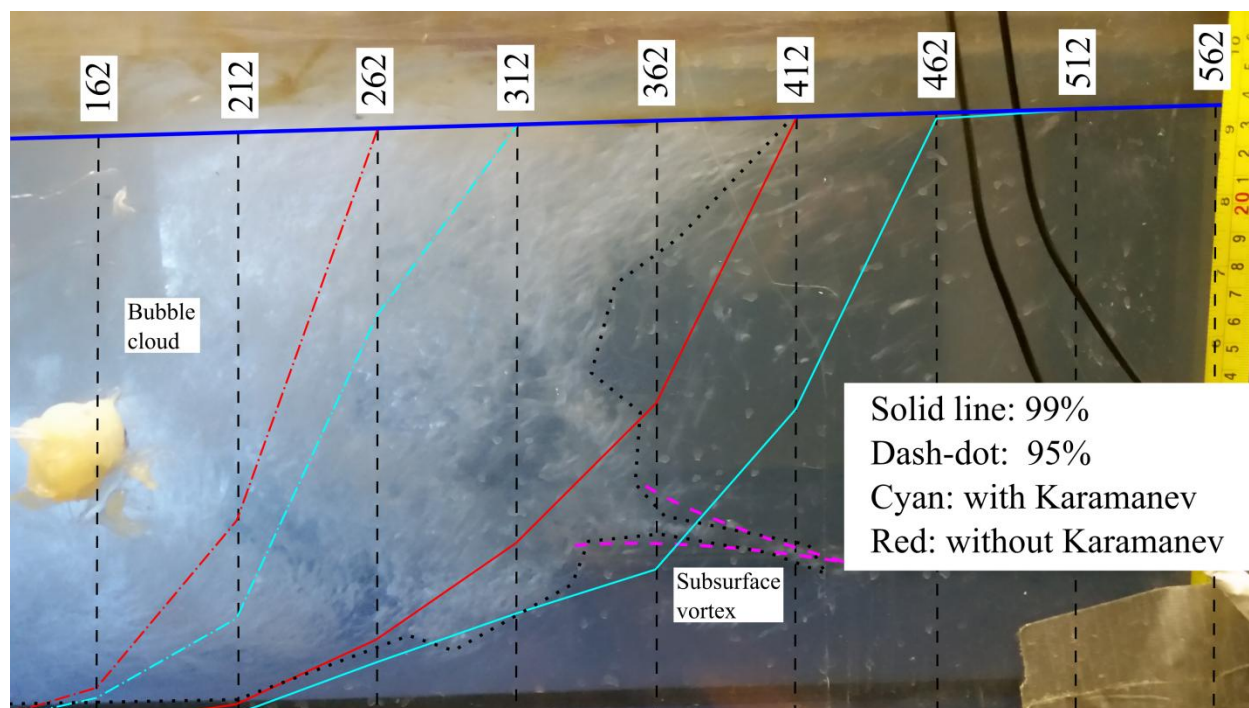 162
212
262
312
362
412
462
512
562
Bubble
cloud
Solid line: 99%
Dash-dot: 95%
Cyan: with Karamanev
Red: without Karamanev
Subsurface
vortex
20